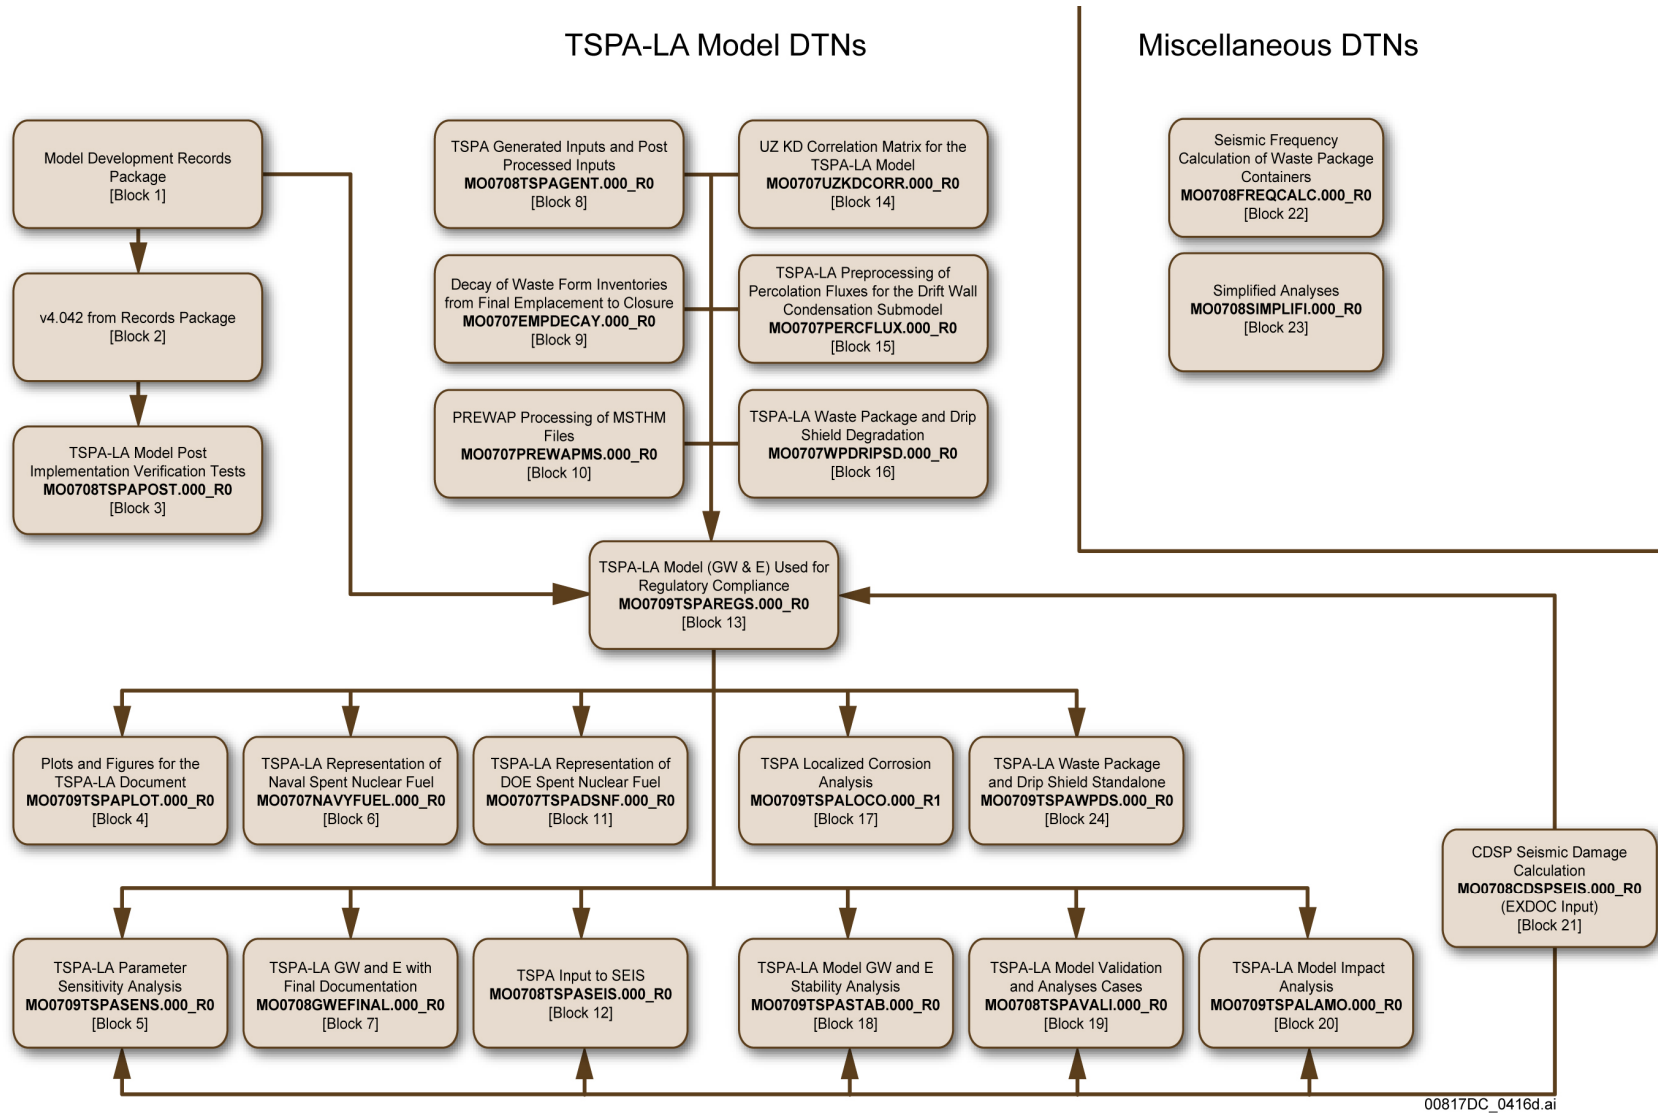 TSPA-LA Model DTNs
Miscellaneous DTNs
Model Development Records
Package
[Block 1]
TSPA Generated Inputs and Post
Processed Inputs
MO0708TSPAGENT.000_R0
[Block 8]
UZ KD Correlation Matrix for the
TSPA-LA Model
MO0707UZKDCORR.000_R0
[Block 14]
Seismic Frequency
Calculation of Waste Package
Containers
MO0708FREQCALC.000_R0
[Block 22]
v4.042 from Records Package
[Block 2]
Decay of Waste Form Inventories
from Final Emplacement to Closure
MO0707EMPDECAY.000_R0
[Block 9]
TSPA-LA Preprocessing of
Percolation Fluxes for the Drift Wall
Condensation Submodel
MO0707PERCFLUX.000_R0
[Block 15]
Simplified Analyses
MO0708SIMPLIFI.000_R0
[Block 23]
TSPA-LA Model Post
Implementation Verification Tests
MO0708TSPAPOST.000_R0
[Block 3]
PREWAP Processing of MSTHM
Files
MO0707PREWAPMS.000_R0
[Block 10]
TSPA-LA Waste Package and Drip
Shield Degradation
MO0707WPDRIPSD.000_R0
[Block 16]
TSPA-LA Model (GW & E) Used for
Regulatory Compliance
MO0709TSPAREGS.000_R0
[Block 13]
Plots and Figures for the
TSPA-LA Document
MO0709TSPAPLOT.000_R0
[Block 4]
TSPA-LA Representation of
Naval Spent Nuclear Fuel
MO0707NAVYFUEL.000_R0
[Block 6]
TSPA-LA Representation of
DOE Spent Nuclear Fuel
MO0707TSPADSNF.000_R0
[Block 11]
TSPA Localized Corrosion
Analysis
MO0709TSPALOCO.000_R1
[Block 17]
TSPA-LA Waste Package
and Drip Shield Standalone
MO0709TSPAWPDS.000_R0
[Block 24]
CDSP Seismic Damage
Calculation
MO0708CDSPSEIS.000_R0
(EXDOC Input)
[Block 21]
TSPA-LA Parameter
Sensitivity Analysis
MO0709TSPASENS.000_R0
[Block 5]
TSPA-LA GW and E with
Final Documentation
MO0708GWEFINAL.000_R0
[Block 7]
TSPA Input to SEIS
MO0708TSPASEIS.000_R0
[Block 12]
TSPA-LA Model GW and E
Stability Analysis
MO0709TSPASTAB.000_R0
[Block 18]
TSPA-LA Model Validation
and Analyses Cases
MO0708TSPAVALI.000_R0
[Block 19]
TSPA-LA Model Impact
Analysis
MO0709TSPALAMO.000_R0
[Block 20]
00817DC_0416d.ai